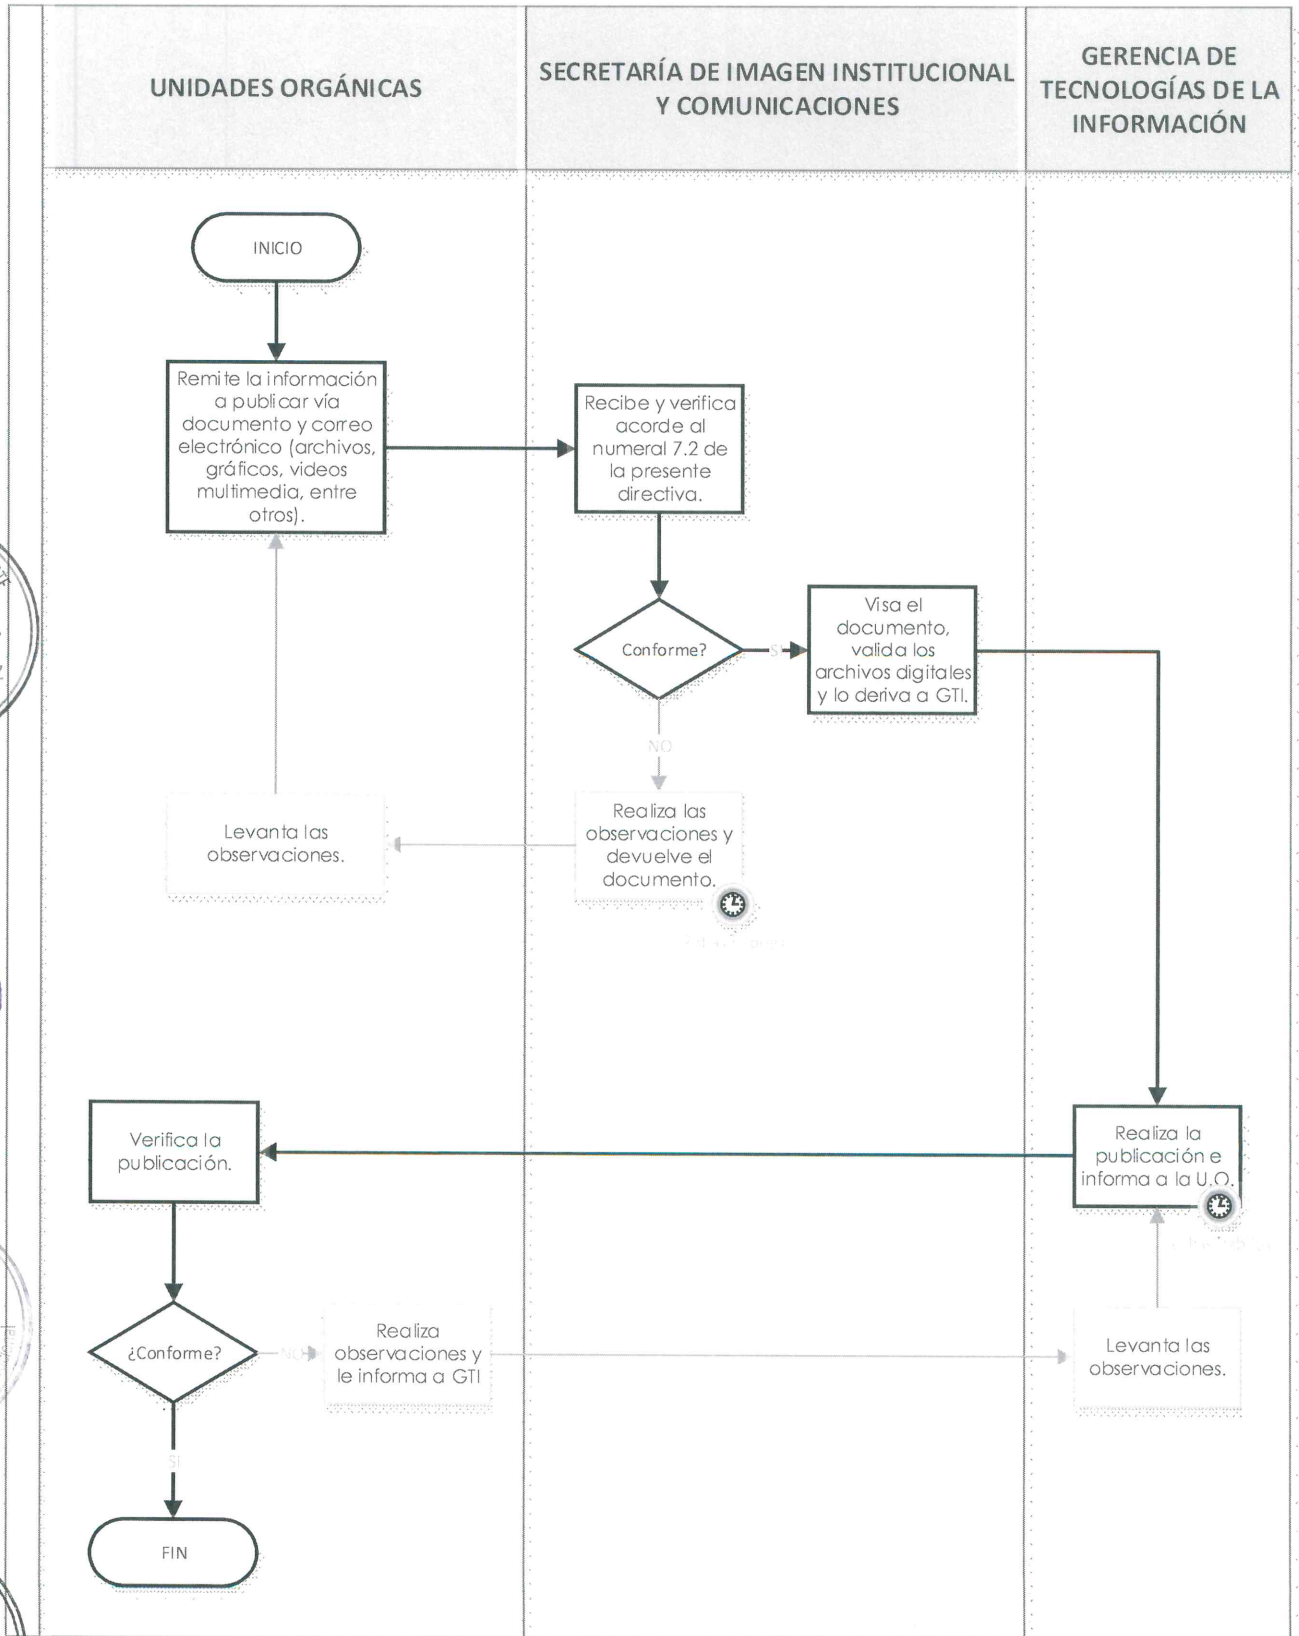 UNIDADES ORGÁNICAS
SECRETARÍA DE IMAGEN INSTITUCIONAL
Y COMUNICACIONES
GERENCIA DE
TECNOLOGÍAS DE LA
INFORMACIÓN
INICIO
Remite la información
a publicar vía
documento y correo
electrónico (archivos,
gráficos, videos
multimedia, entre
otros).
Recibe y verifica
acorde al
numeral 7.2 de
la presente
directiva.
Conforme?
SI
Visa el
documento,
valida los
archivos digitales
y lo deriva a GTI.
NO
Realiza las
observaciones y
devuelve el
documento.
Levanta las
observaciones.
Realiza la
publicación e
informa a la U.O.
Verifica la
publicación.
¿Conforme?
NO
Realiza
observaciones y
le informa a GTI
Levanta las
observaciones.
SI
FIN